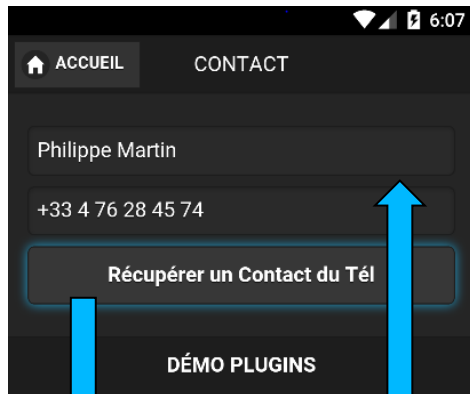 6:07
ACCUEIL CONTACT
Philippe Martin
+33 4 76 28 45 74
Récupérer un Contact du Tél
DÉMO PLUGINS